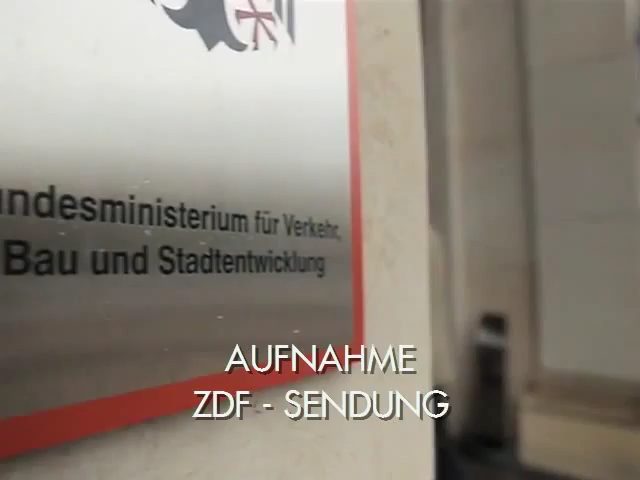 undesministerium für Verkehr,
Bau und Stadtentwicklung
AUFNAHME
ZDF - SENDUNG